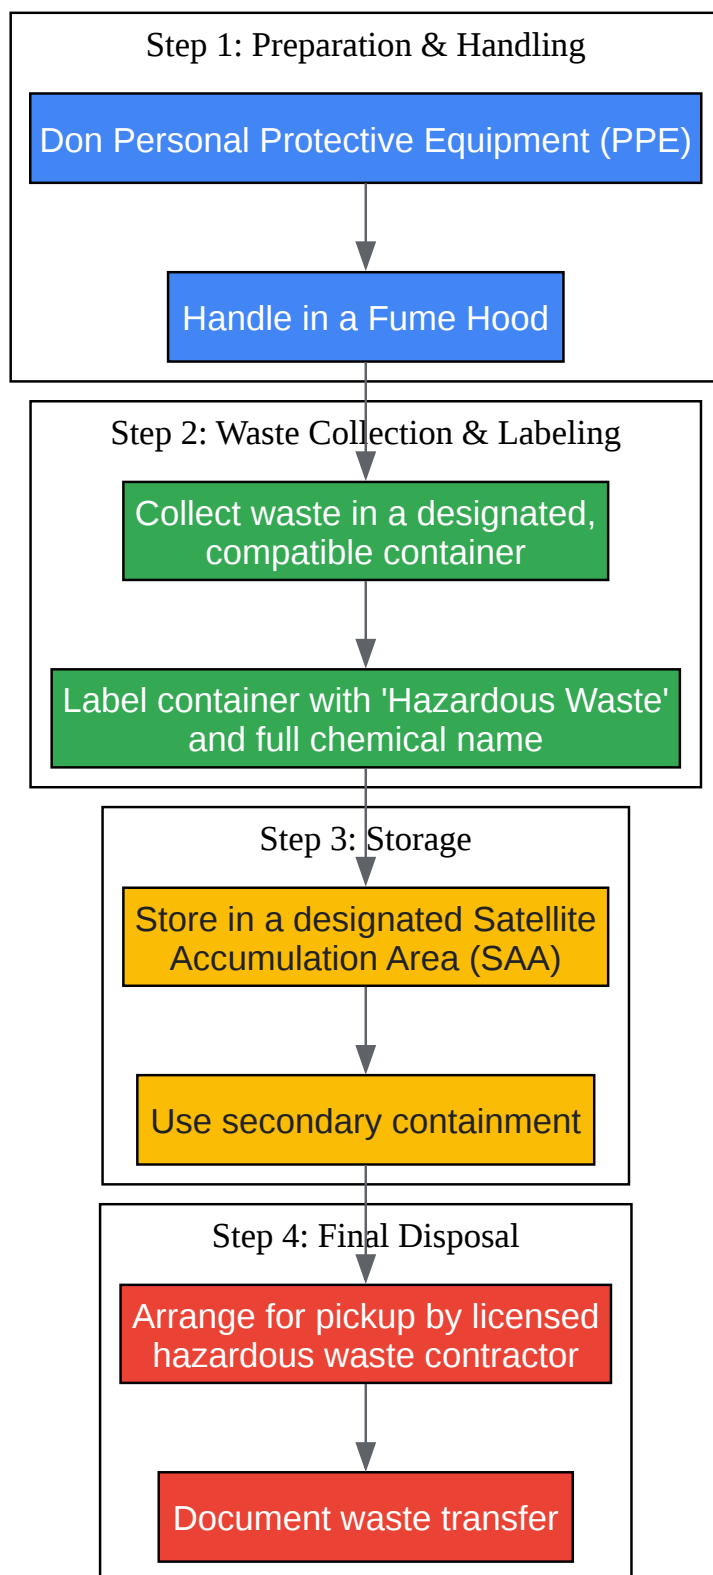 Step 1: Preparation & Handling
Don Personal Protective Equipment (PPE)
Handle in a Fume Hood
Step 2: Waste Collection & Labeling
Collect waste in a designated,
compatible container
Label container with 'Hazardous Waste'
and full chemical name
Step 3: Storage
Store in a designated Satellite
Accumulation Area (SAA)
Use secondary containment
Step 4: Final Disposal
Arrange for pickup by licensed
hazardous waste contractor
Document waste transfer